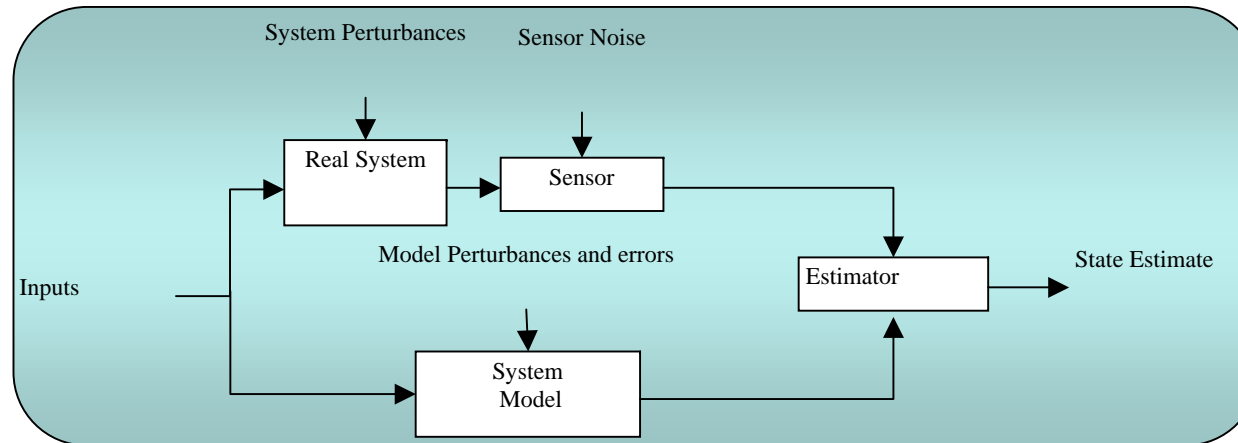 System Perturbances
Sensor Noise
Real System
Sensor
Model Perturbances and errors
Inputs
Estimator
State Estimate
System
Model